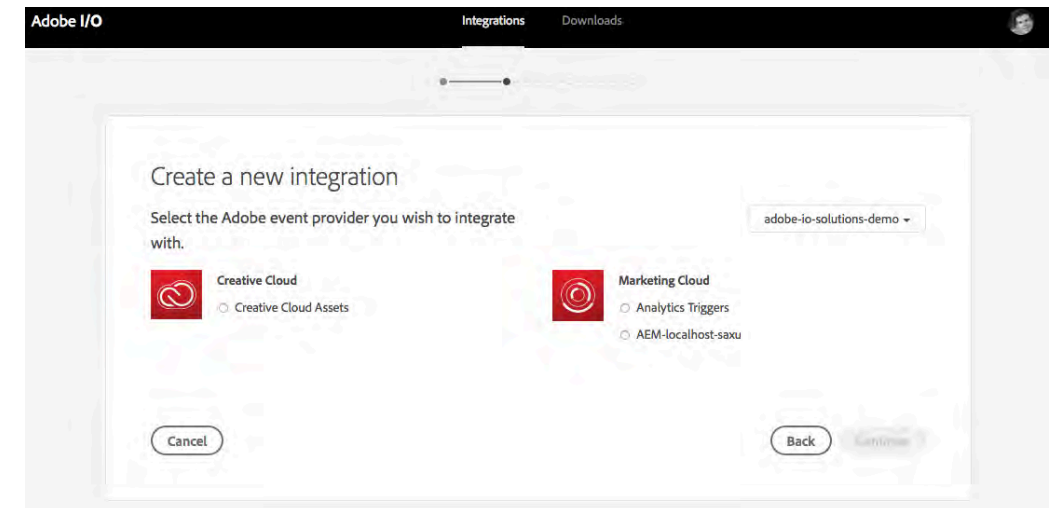 Adobe I/O
Integrations
Downloads
Create a new integration
Select the Adobe event provider you wish to integrate
with.
adobe-io-solutions-demo
Creative Cloud
Creative Cloud Assets
Marketing Cloud
Analytics Triggers
AEM-localhost-saxu
Cancel
Back
Continue